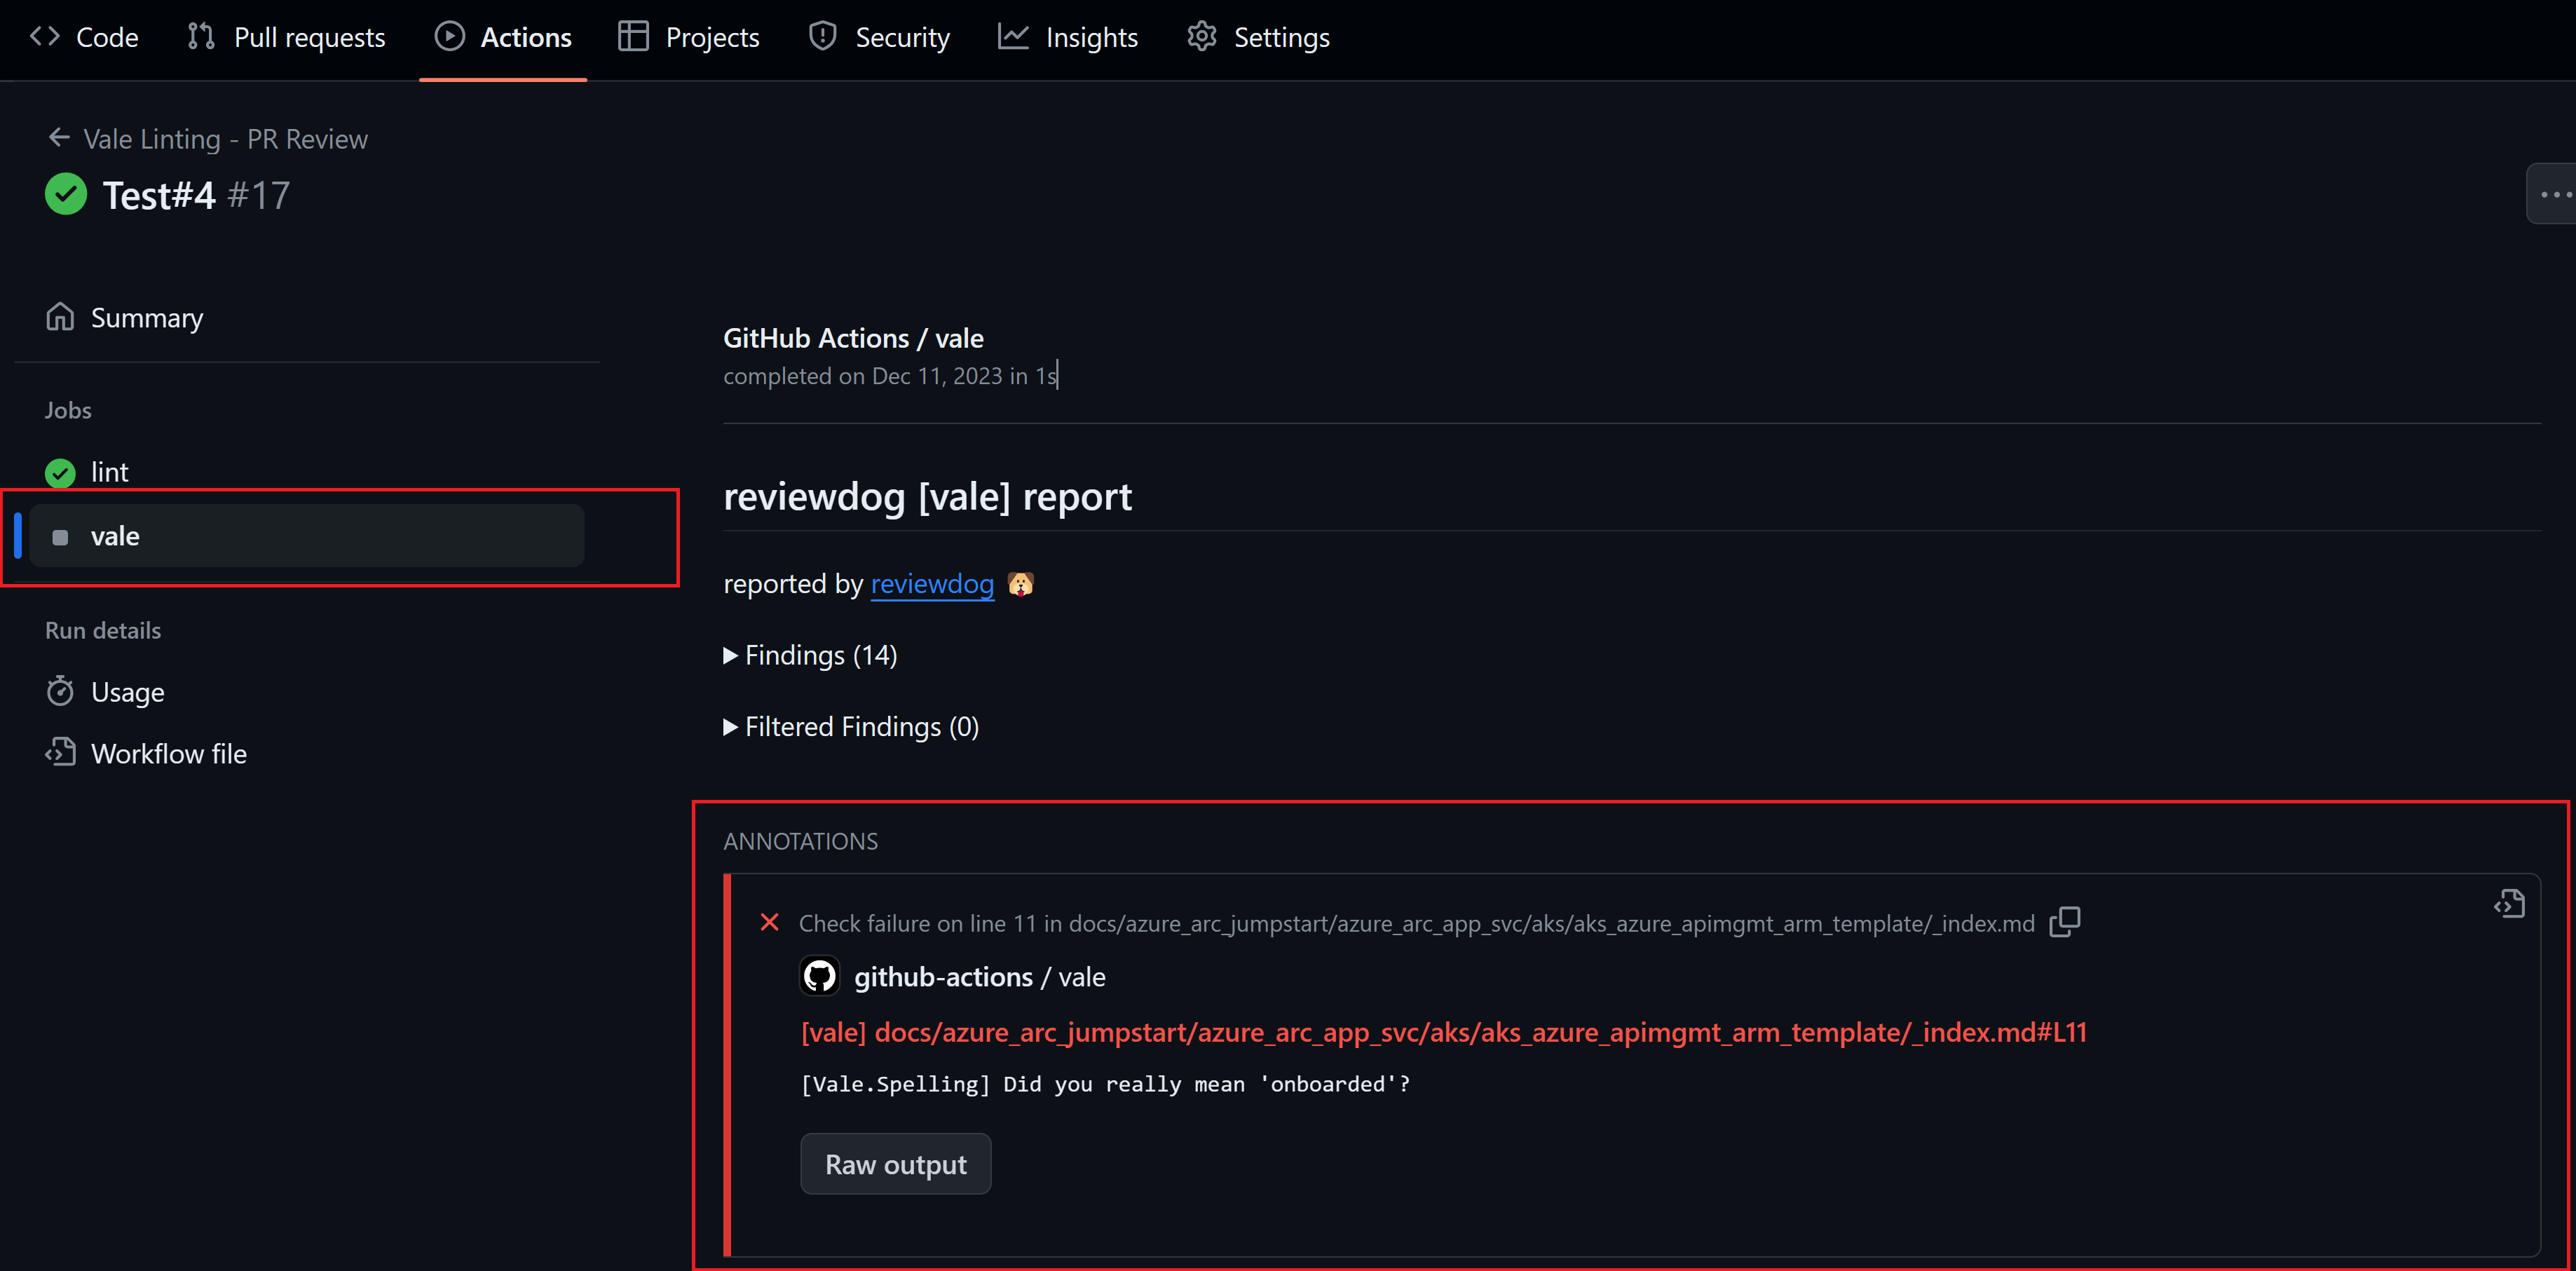 Code Pull requests Actions Projects Security Insights Settings
Vale Linting - PR Review
Test#4 #17
Summary
Jobs
lint
vale
Run details
Usage
Workflow file
GitHub Actions / vale
completed on Dec 11, 2023 in 1s
reviewdog [vale] report
reported by reviewdog
Findings (14)
Filtered Findings (0)
ANNOTATIONS
Check failure on line 11 in docs/azure_arc_jumpstart/azure_arc_app_svc/aks/aks_azure_apimgmt_arm_template/_index.md
github-actions / vale
[vale] docs/azure_arc_jumpstart/azure_arc_app_svc/aks/aks_azure_apimgmt_arm_template/_index.md#L11
[Vale.Spelling] Did you really mean 'onboarded'?
Raw output